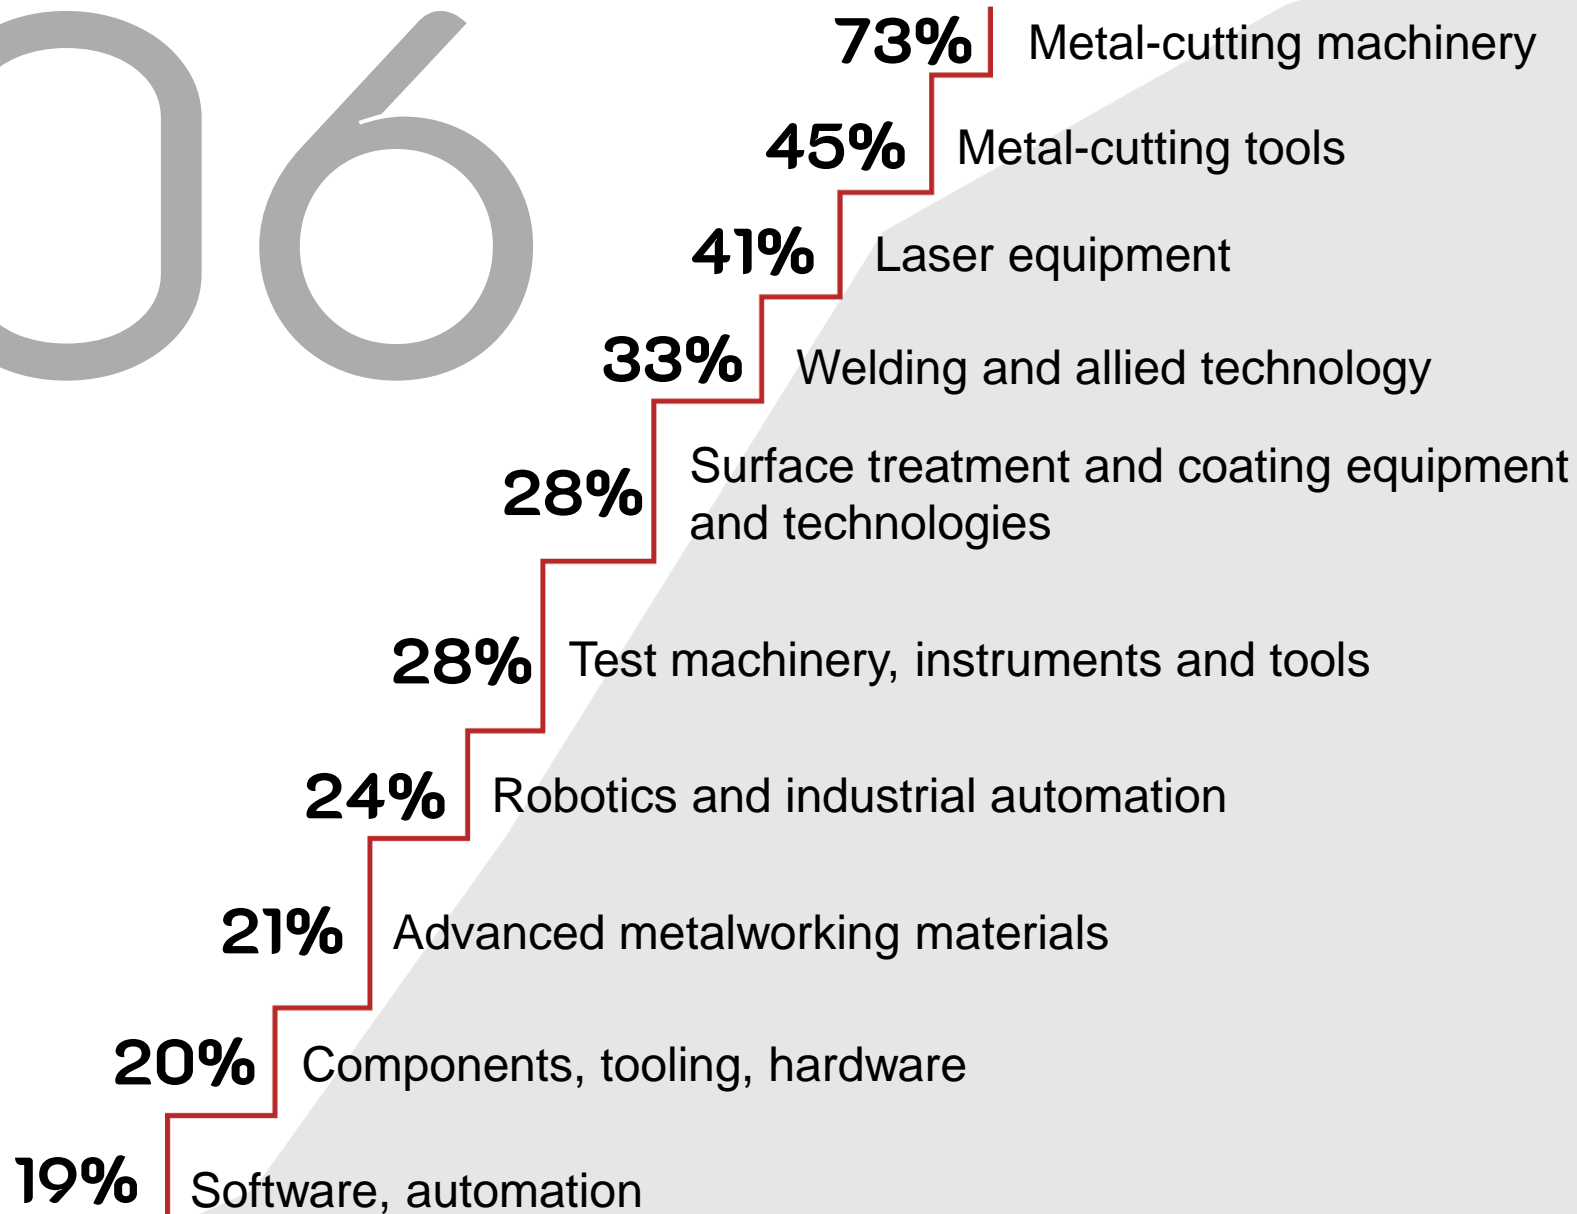 06
73% Metal-cutting machinery
45% Metal-cutting tools
41% Laser equipment
33% Welding and allied technology
28% Surface treatment and coating equipment
and technologies
28% Test machinery, instruments and tools
24% Robotics and industrial automation
21% Advanced metalworking materials
20% Components, tooling, hardware
19% Software, automation